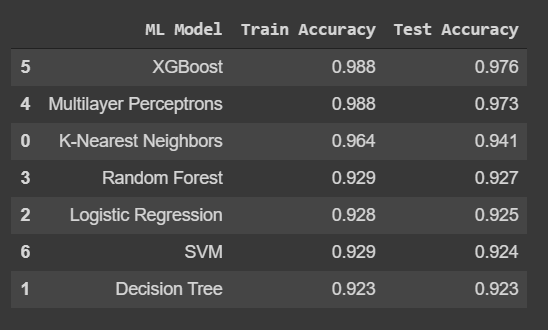 ML Model Train Accuracy Test Accuracy
5 XGBoost 0.988 0.976
4 Multilayer Perceptrons 0.988 0.973
0 K-Nearest Neighbors 0.964 0.941
3 Random Forest 0.929 0.927
2 Logistic Regression 0.928 0.925
6 SVM 0.929 0.924
1 Decision Tree 0.923 0.923